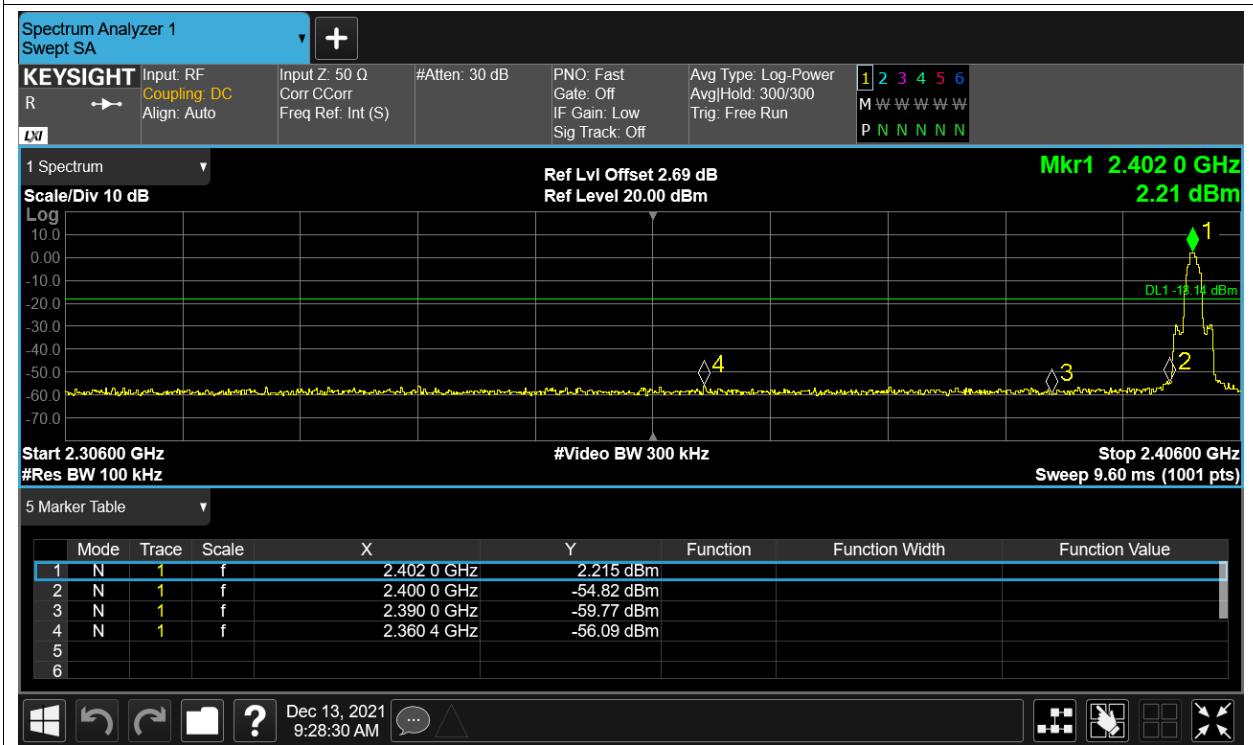 Spectrum Analyzer 1
Swept SA
KEYSIGHT Input: RF Input Z: 50 Ω #Atten: 30 dB PNO: Fast Avg Type: Log-Power 1 2 3 4 5 6
R Coupling: DC Corr CCorr Gate: Off Avg|Hold: 300/300 M W W W W W
Align: Auto Freq Ref: Int (S) IF Gain: Low Trig: Free Run
LXI Sig Track: Off P N N N N N
1 Spectrum Ref Lvl Offset 2.69 dB Mkr1 2.402 0 GHz
Scale/Div 10 dB Ref Level 20.00 dBm 2.21 dBm
Log
10.0
0.00
-10.0
-20.0
-30.0
-40.0
-50.0
-60.0
-70.0
1
DL1 -18.14 dBm
4
3
2
Start 2.30600 GHz #Video BW 300 kHz Stop 2.40600 GHz
#Res BW 100 kHz Sweep 9.60 ms (1001 pts)
5 Marker Table
Mode Trace Scale X Y Function Function Width Function Value
1 N 1 f 2.402 0 GHz 2.215 dBm
2 N 1 f 2.400 0 GHz -54.82 dBm
3 N 1 f 2.390 0 GHz -59.77 dBm
4 N 1 f 2.360 4 GHz -56.09 dBm
5
6
? Dec 13, 2021
9:28:30 AM